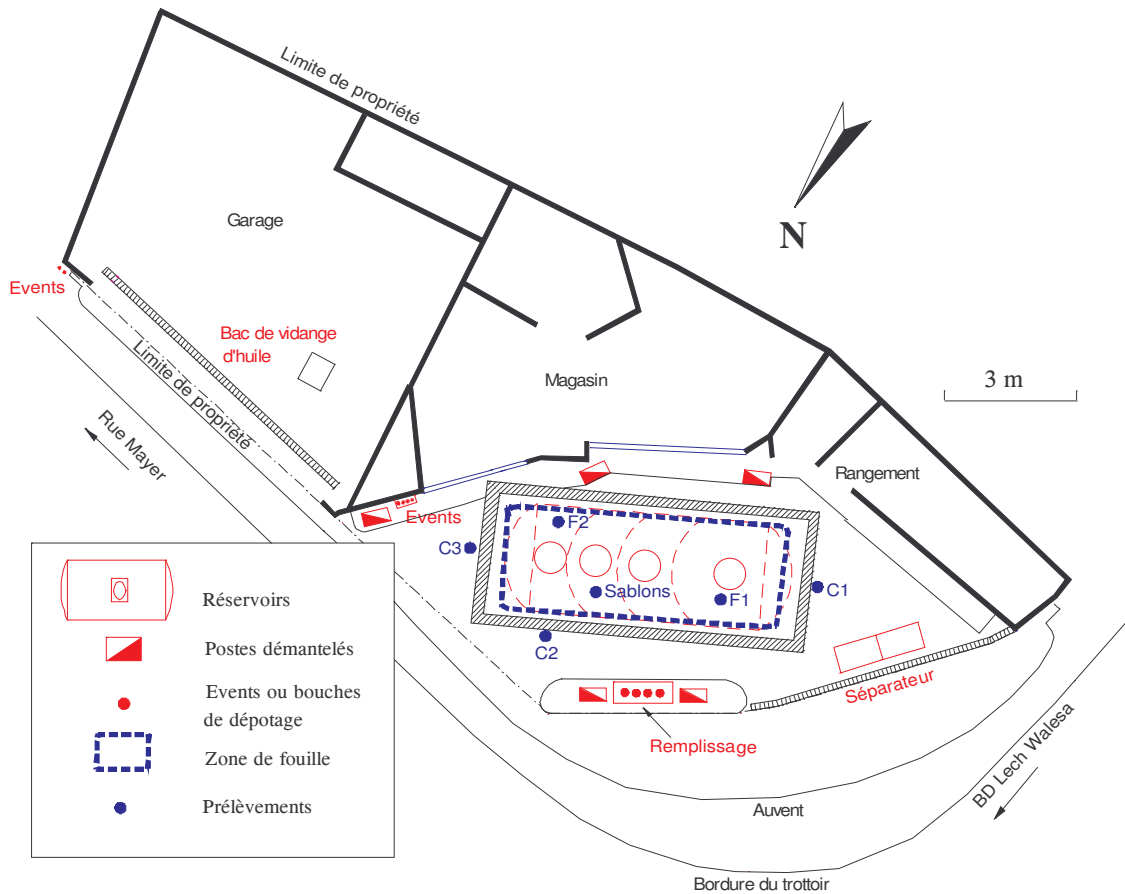 Limite de propriété
Garage
N
Events
Bac de vidange
d'huile
Limite de propriété
Magasin
3 m
Rue Mayer
Rangement
Events
F2
C3
Sablons
F1
C1
C2
Séparateur
Remplissage
BD Lech Walesa
Auvent
Bordure du trottoir
Réservoirs
Postes démantelés
Events ou bouches
de dépotage
Zone de fouille
Prélèvements